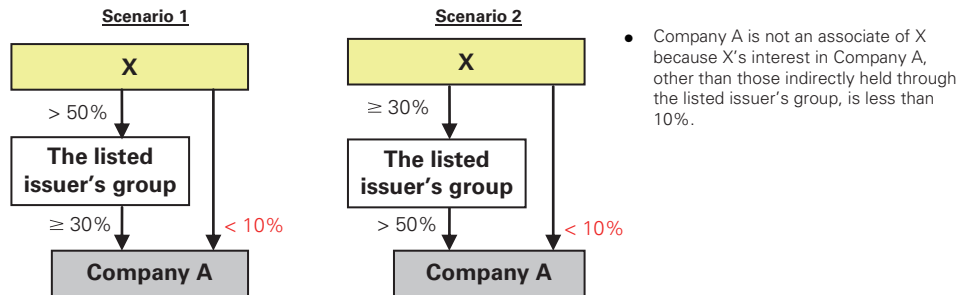 Scenario 1
X
> 50%
The listed
issuer's group
≥ 30%
< 10%
Company A
Scenario 2
X
≥ 30%
The listed
issuer's group
> 50%
< 10%
Company A
● Company A is not an associate of X
because X's interest in Company A,
other than those indirectly held through
the listed issuer's group, is less than
10%.